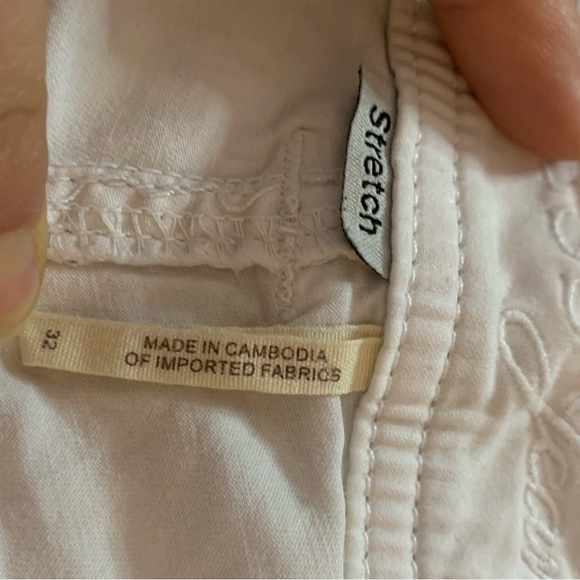 Stretch
32
MADE IN CAMBODIA
OF IMPORTED FABRICS